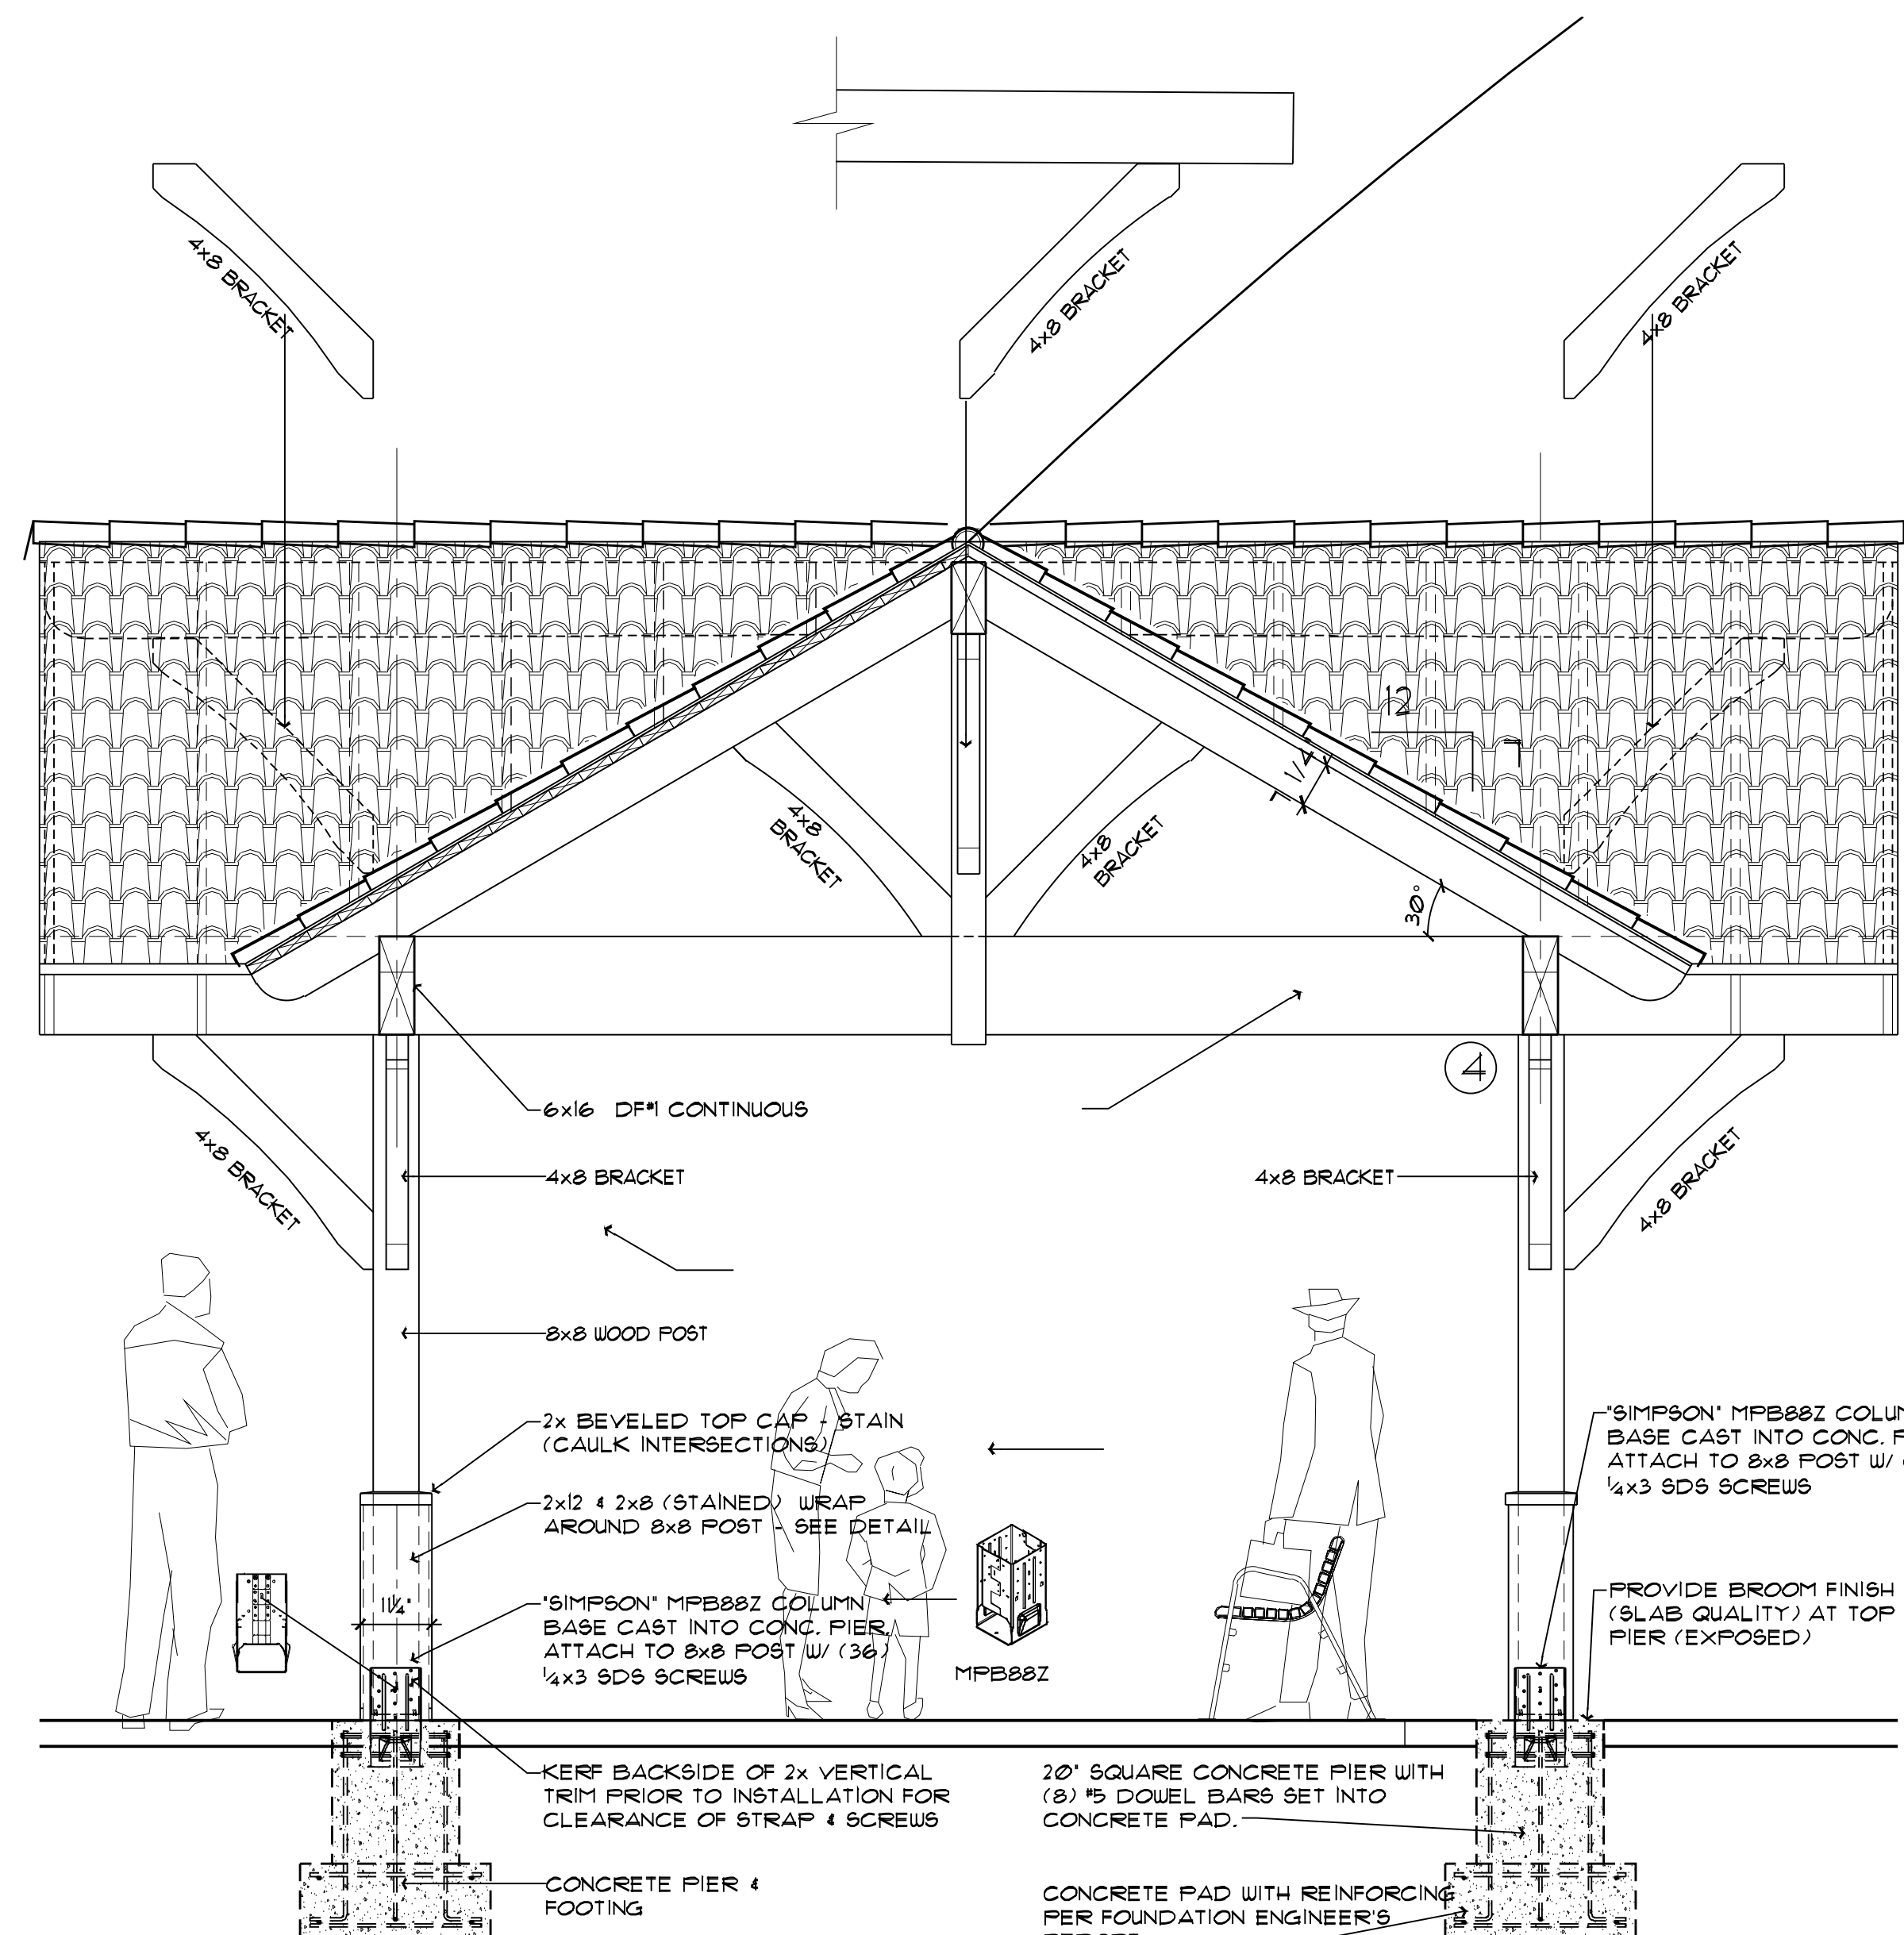 4x8 BRACKET
4x8 BRACKET
4x8 BRACKET
12
7
7 1/4"
4x8
BRACKET
4x8
BRACKET
30°
4
6x16 DF#1 CONTINUOUS
4x8 BRACKET
4x8 BRACKET
4x8 BRACKET
4x8 BRACKET
8x8 WOOD POST
2x BEVELED TOP CAP - STAIN
(CAULK INTERSECTIONS)
2x12 & 2x8 (STAINED) WRAP
AROUND 8x8 POST - SEE DETAIL
11¼"
"SIMPSON" MPB88Z COLUMN
BASE CAST INTO CONC. PIER.
ATTACH TO 8x8 POST W/ (36)
¼x3 SDS SCREWS
MPB88Z
"SIMPSON" MPB88Z
BASE CAST INTO CONC.
ATTACH TO 8x8 POST W/
¼x3 SDS SCREWS
PROVIDE BROOM FINISH
(SLAB QUALITY) AT TOP
PIER (EXPOSED)
KERF BACKSIDE OF 2x VERTICAL
TRIM PRIOR TO INSTALLATION FOR
CLEARANCE OF STRAP & SCREWS
20" SQUARE CONCRETE PIER WITH
(8) #5 DOWEL BARS SET INTO
CONCRETE PAD.
CONCRETE PIER &
FOOTING
CONCRETE PAD WITH REINFORCING
PER FOUNDATION ENGINEER'S